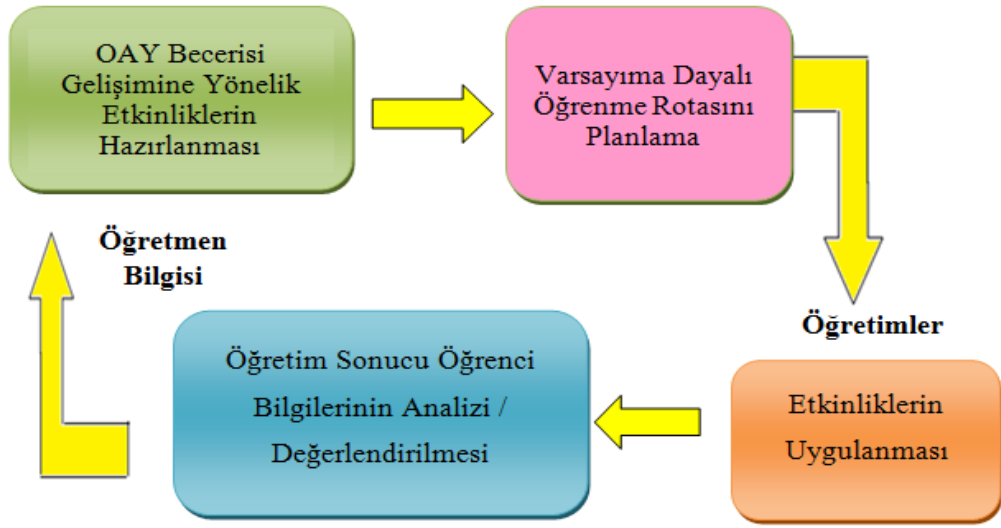 OAY Becerisi
Gelişimine Yönelik
Etkinliklerin
Hazırlanması
Varsayıma Dayalı
Öğrenme Rotasını
Planlama
Öğretmen
Bilgisi
Öğretimler
Öğretim Sonucu Öğrenci
Bilgilerinin Analizi /
Değerlendirilmesi
Etkinliklerin
Uygulanması